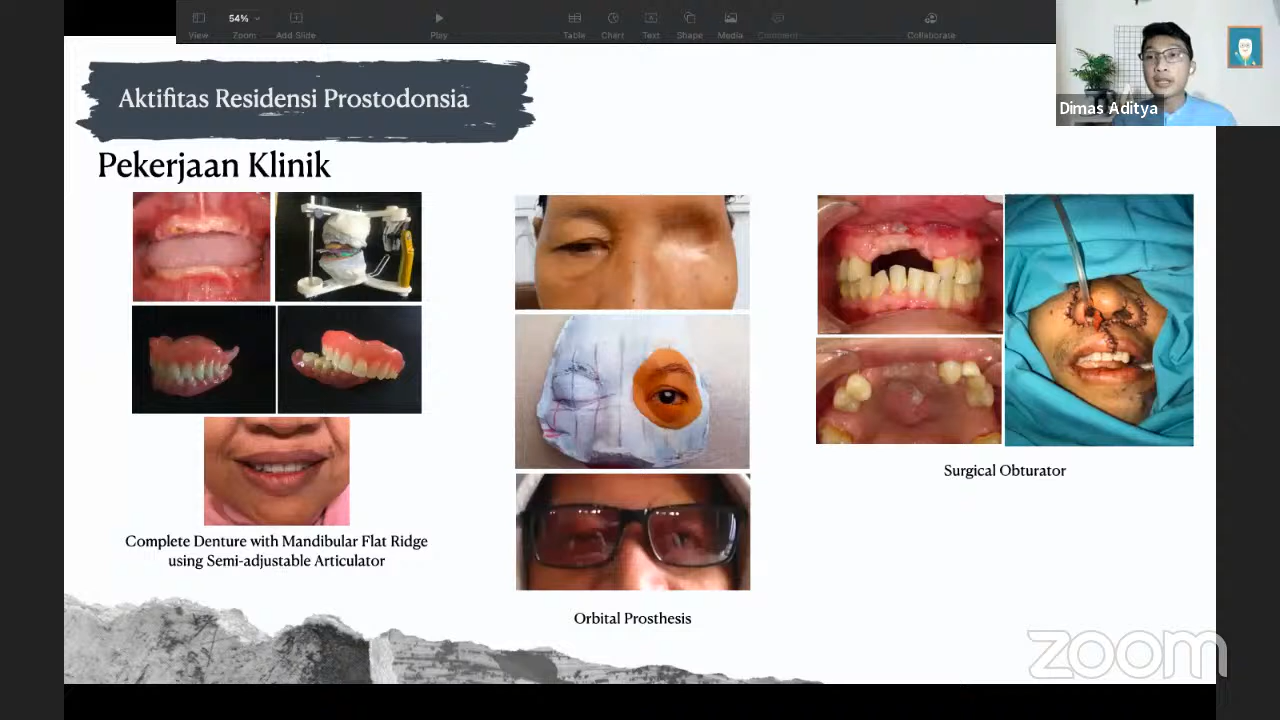 54%
View
Zoom
Add Slide
Play
Table
Chart
Text
Shape
Media
Comment
Collaborate
Dimas Aditya
Aktifitas Residensi Prostodonsia
Pekerjaan Klinik
Complete Denture with Mandibular Flat Ridge
using Semi-adjustable Articulator
Orbital Prosthesis
Surgical Obturator
zoom